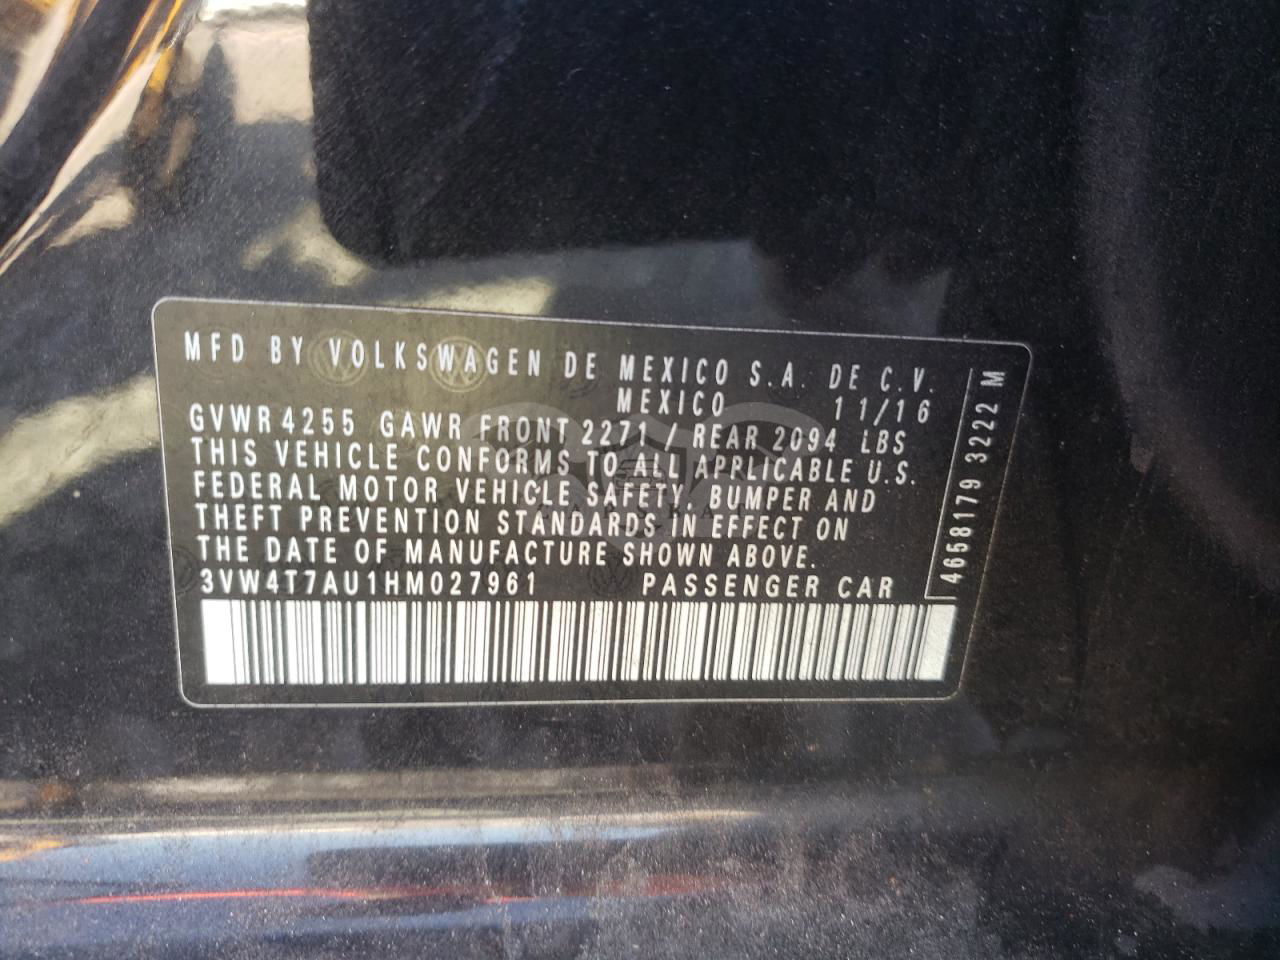 MFD BY VOLKSWAGEN DE MEXICO S.A. DE C.V.
MEXICO 11/16
GVWR 4255 GAWR FRONT 2271 / REAR 2094 LBS
THIS VEHICLE CONFORMS TO ALL APPLICABLE U.S.
FEDERAL MOTOR VEHICLE SAFETY, BUMPER AND
THEFT PREVENTION STANDARDS IN EFFECT ON
THE DATE OF MANUFACTURE SHOWN ABOVE.
3VW4T7AU1HM027961 PASSENGER CAR
4658179 3222 M